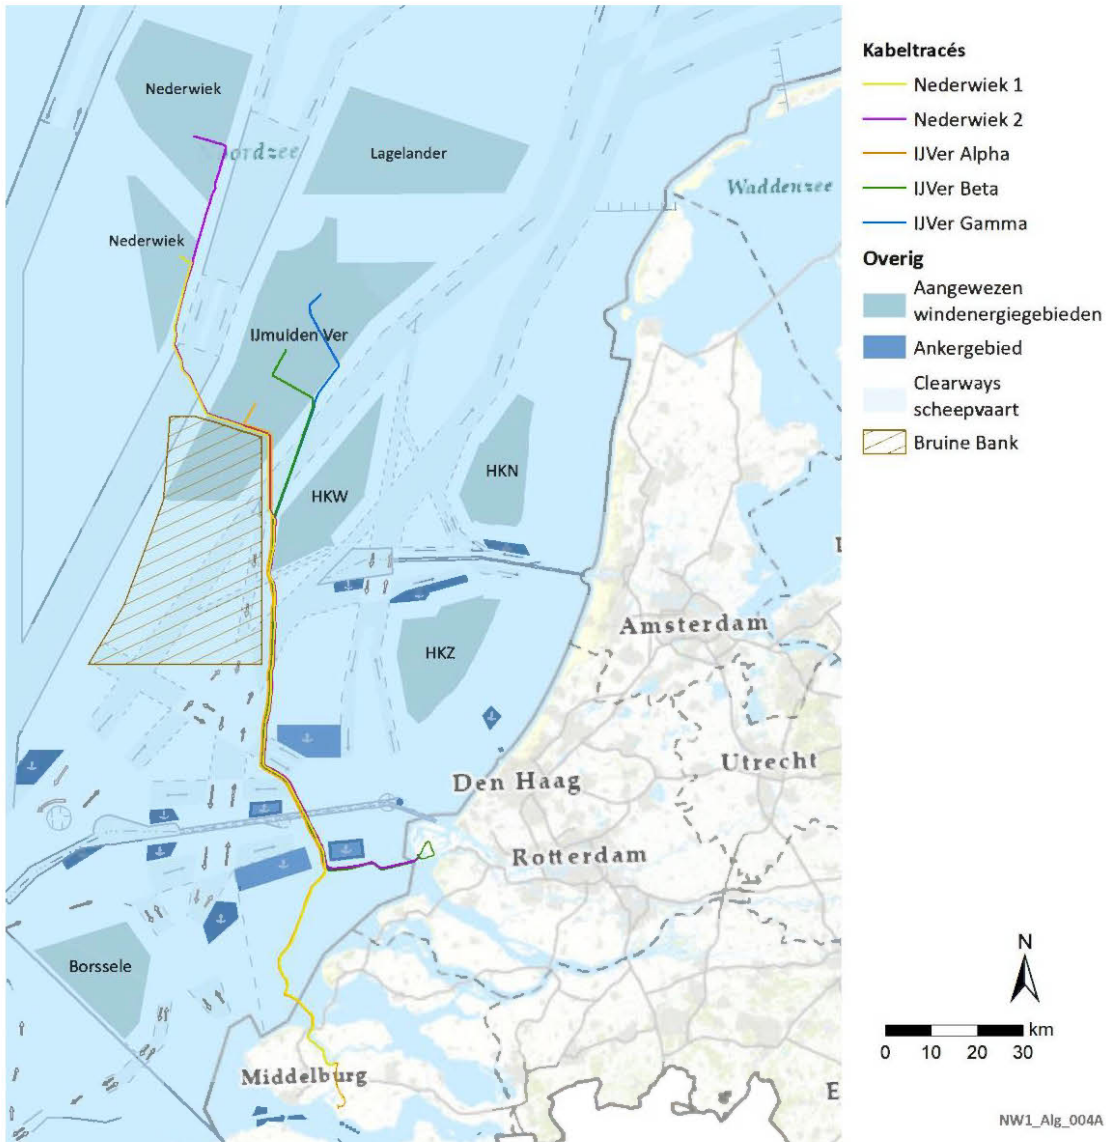 Nederwiek
Noordzee
Lagelander
Waddenzee
Nederwiek
IJmuiden Ver
HKN
HKW
Amsterdam
HKZ
Utrecht
Den Haag
Rotterdam
Borssele
Middelburg
E
Kabeltracés
Nederwiek 1
Nederwiek 2
IJVer Alpha
IJVer Beta
IJVer Gamma
Overig
Aangewezen
windenergiegebieden
Ankergebied
Clearways
scheepvaart
Bruine Bank
N
km
0 10 20 30
NW1_Alg_004A